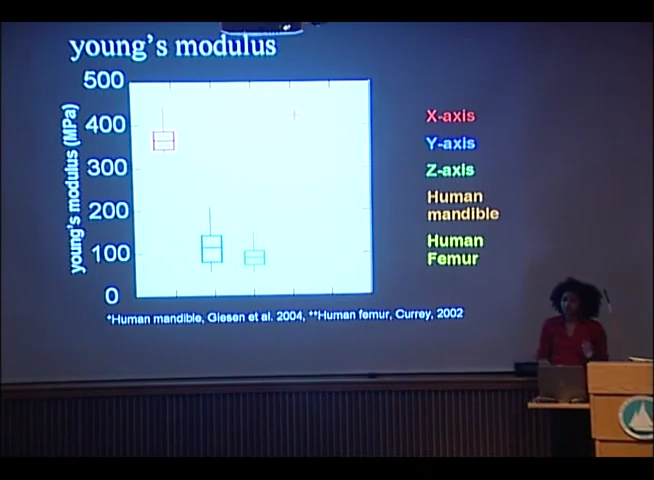 young's modulus
500
400
300
200
100
0
young's modulus (MPa)
X-axis
Y-axis
Z-axis
Human
mandible
Human
Femur
*Human mandible, Giesen et al. 2004, **Human femur, Currey, 2002